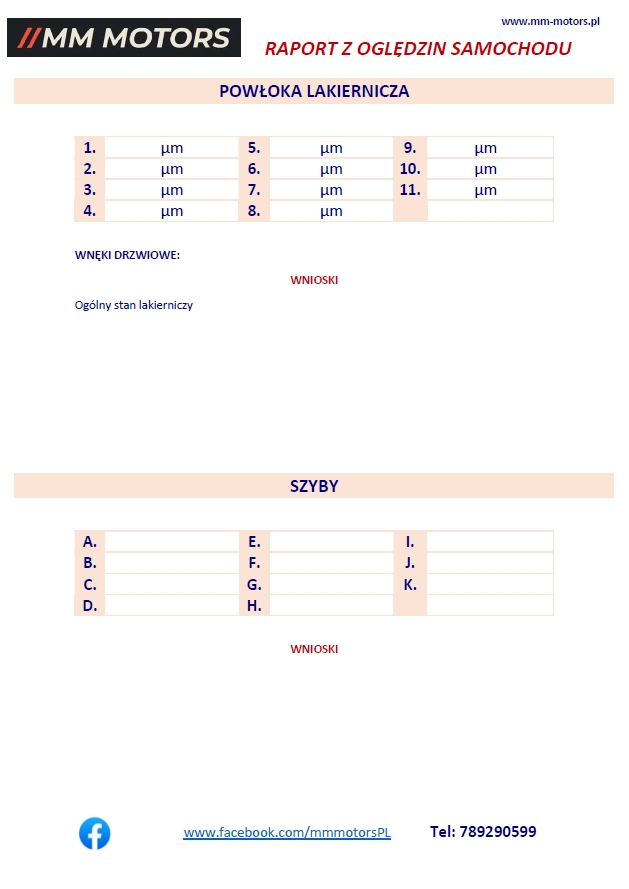 www.mm-motors.pl
//MM MOTORS
RAPORT Z OGLĘDZIN SAMOCHODU
POWŁOKA LAKIERNICZA
1. µm 5. µm 9. µm
2. µm 6. µm 10. µm
3. µm 7. µm 11. µm
4. µm 8. µm
WNĘKI DRZWIOWE:
WNIOSKI
Ogólny stan lakierniczy
SZYBY
A. E. I.
B. F. J.
C. G. K.
D. H.
WNIOSKI
www.facebook.com/mmmotorsPL Tel: 789290599